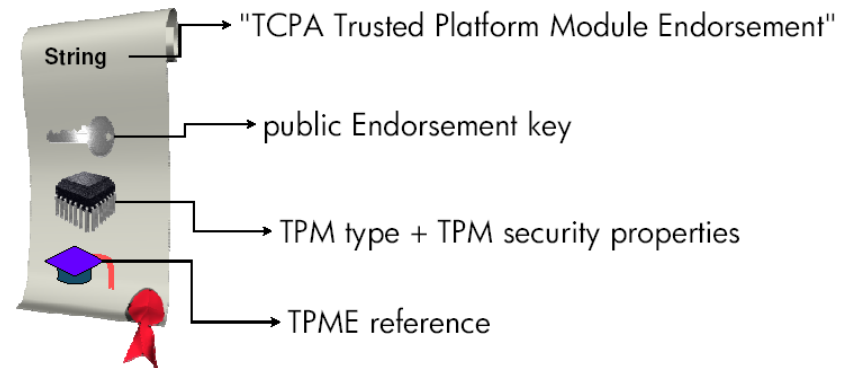 "TCPA Trusted Platform Module Endorsement"
String
public Endorsement key
TPM type + TPM security properties
TPME reference